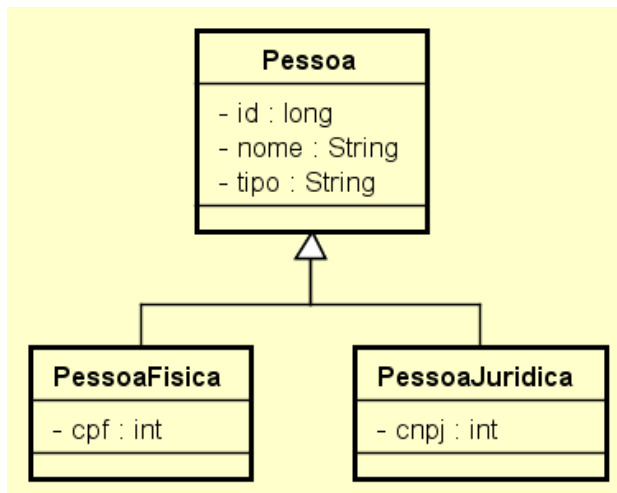 Pessoa
- id : long
- nome : String
- tipo : String
PessoaFisica
- cpf : int
PessoaJuridica
- cnpj : int